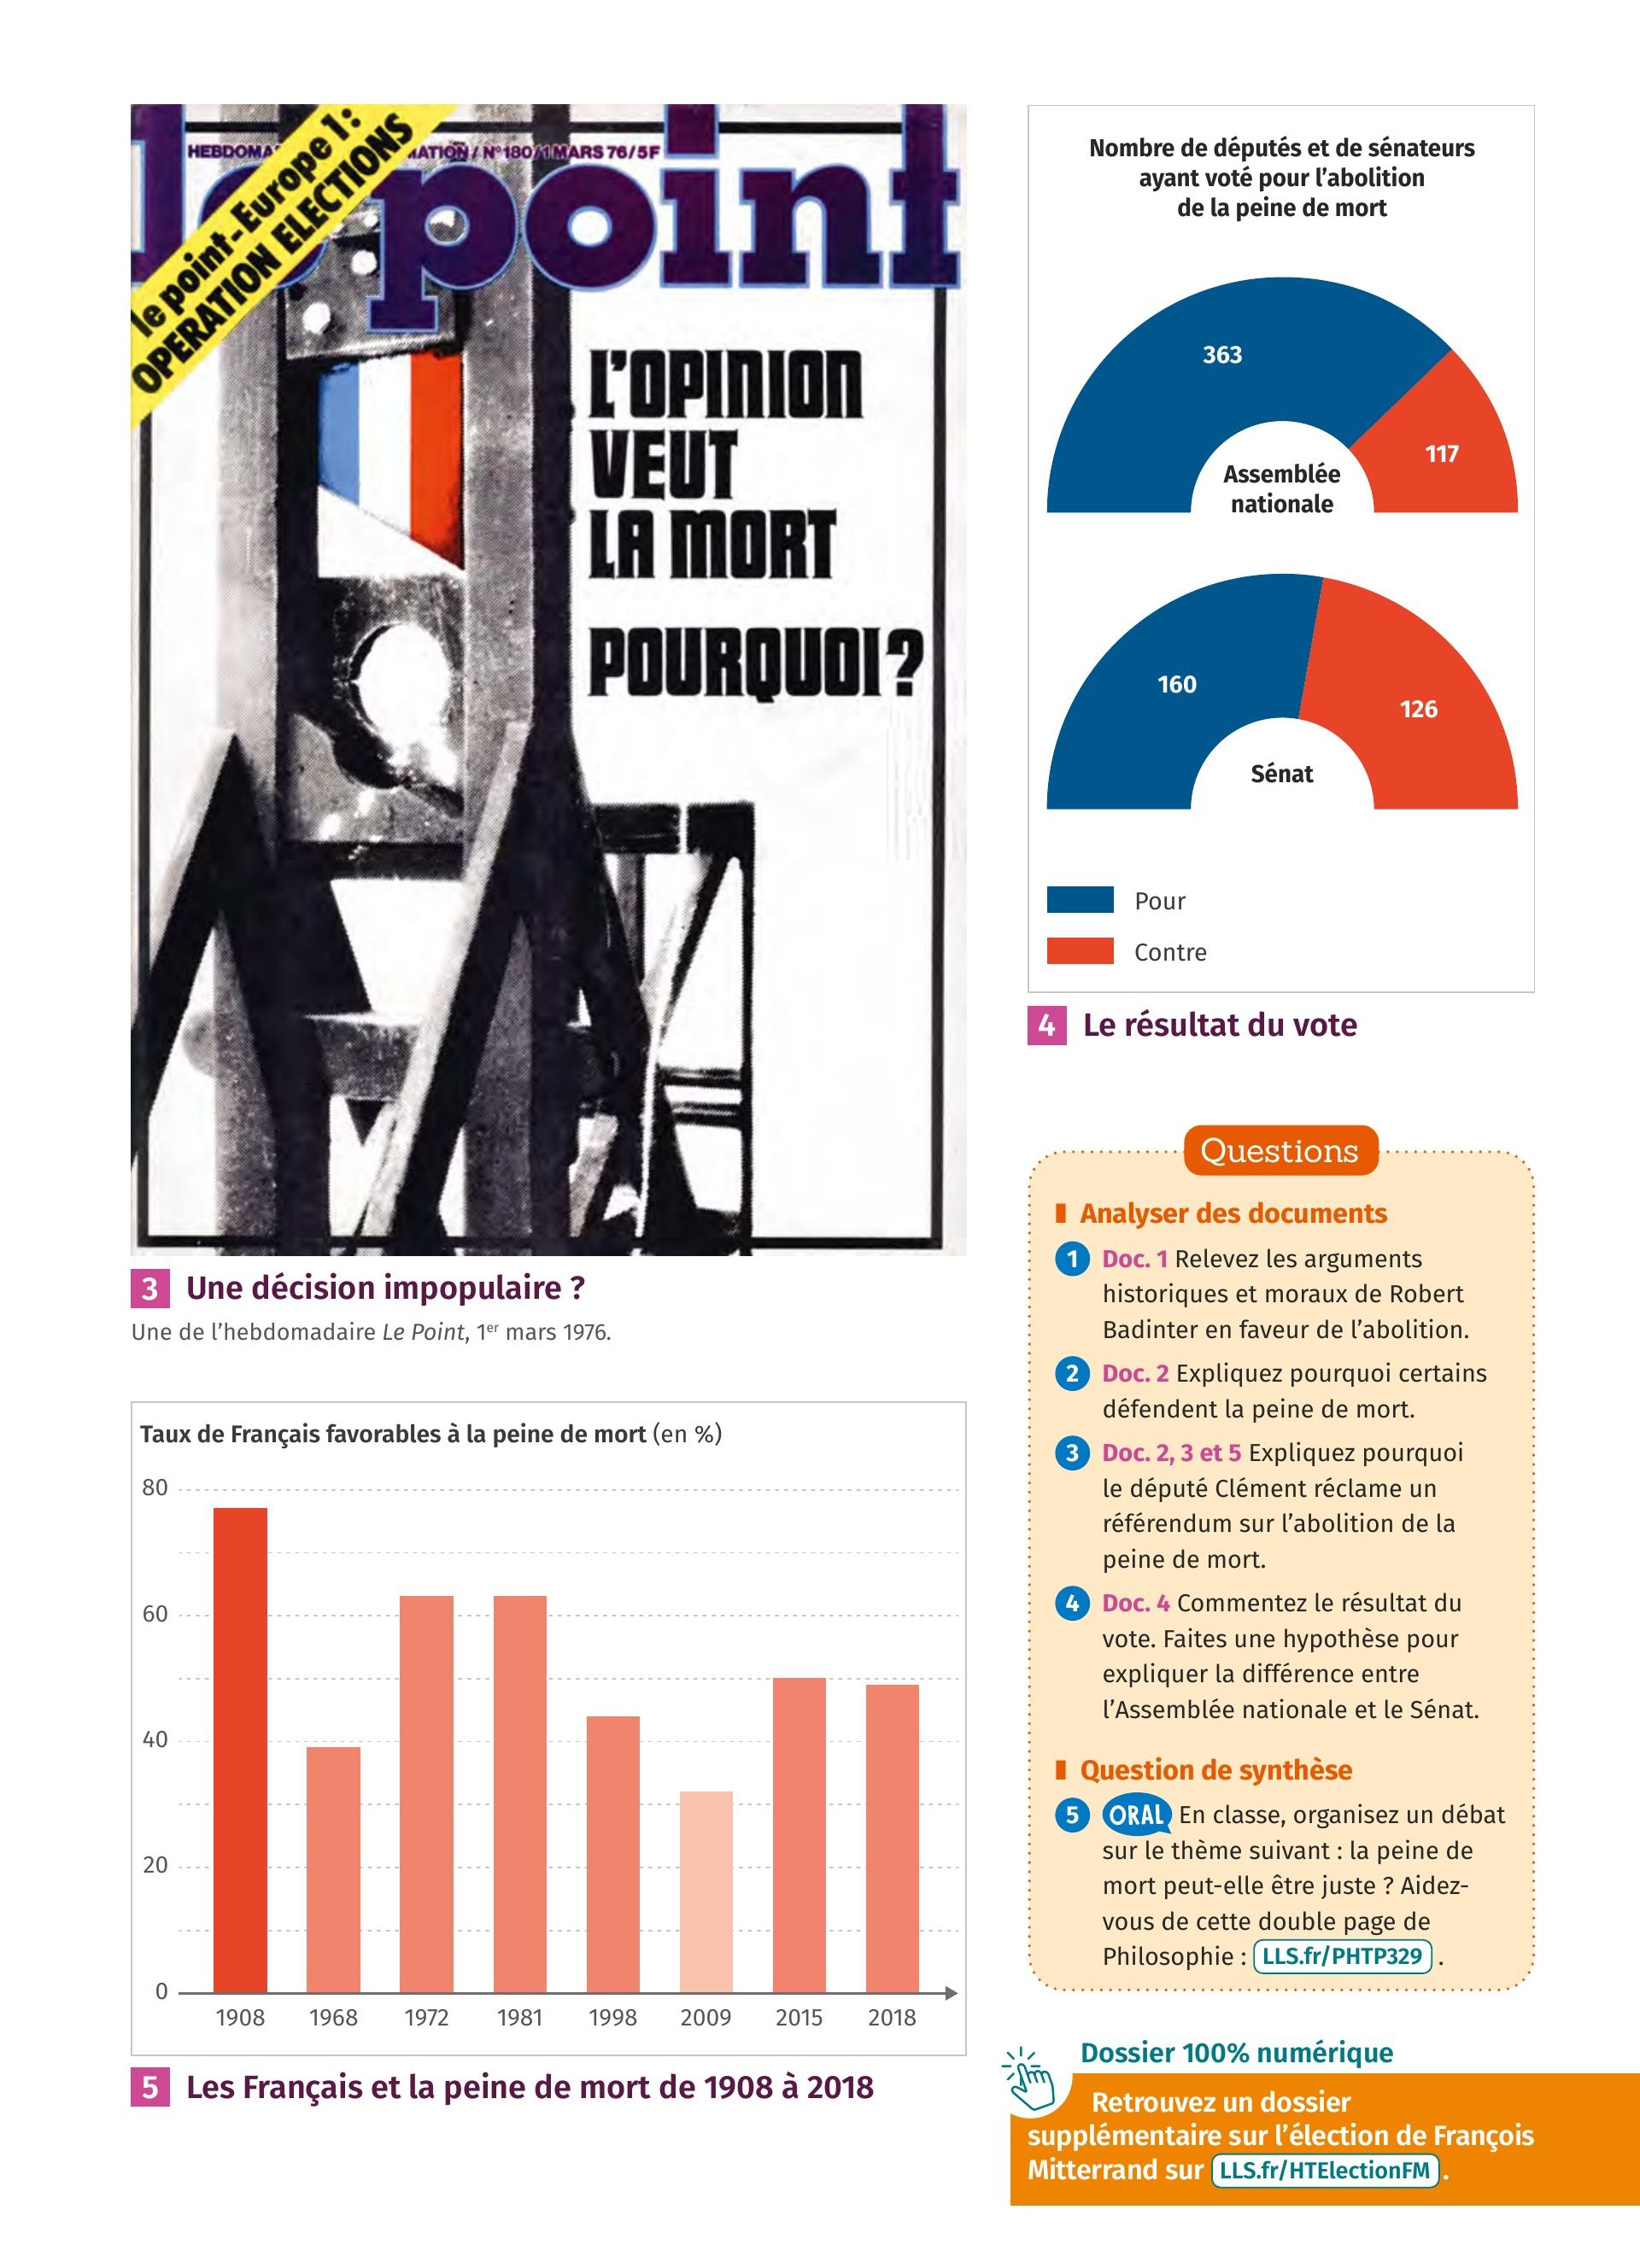 le point-Europe 1:
OPERATION ELECTIONS
HEBDOMA MATION / N° 180/1 MARS 76/5F
le point
L'OPINION
VEUT
LA MORT
POURQUOI?
3 Une décision impopulaire ?
Une de l'hebdomadaire Le Point, 1er mars 1976.
Taux de Français favorables à la peine de mort (en %)
80
60
40
20
0
1908 1968 1972 1981 1998 2009 2015 2018
5 Les Français et la peine de mort de 1908 à 2018
Nombre de députés et de sénateurs
ayant voté pour l'abolition
de la peine de mort
363
117
Assemblée
nationale
160
126
Sénat
Pour
Contre
4 Le résultat du vote
Questions
Analyser des documents
1 Doc. 1 Relevez les arguments
historiques et moraux de Robert
Badinter en faveur de l'abolition.
2 Doc. 2 Expliquez pourquoi certains
défendent la peine de mort.
3 Doc. 2, 3 et 5 Expliquez pourquoi
le député Clément réclame un
référendum sur l'abolition de la
peine de mort.
4 Doc. 4 Commentez le résultat du
vote. Faites une hypothèse pour
expliquer la différence entre
l'Assemblée nationale et le Sénat.
Question de synthèse
5 ORAL En classe, organisez un débat
sur le thème suivant : la peine de
mort peut-elle être juste ? Aidez-
vous de cette double page de
Philosophie : LLS.fr/PHTP329 .
Dossier 100% numérique
Retrouvez un dossier
supplémentaire sur l'élection de François
Mitterrand sur LLS.fr/HTElectionFM .